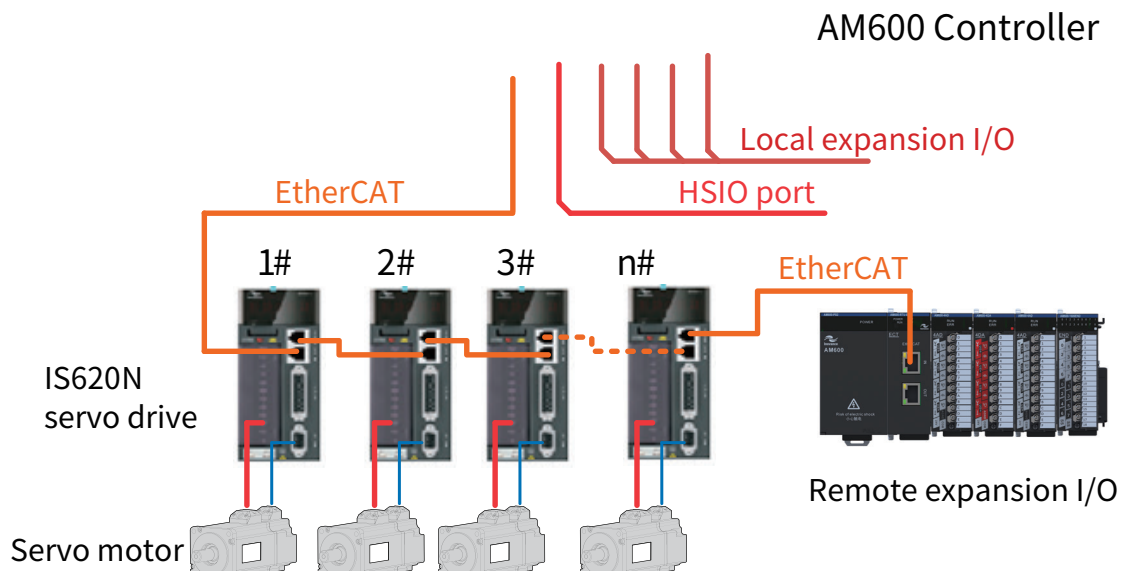 AM600 Controller
Local expansion I/O
EtherCAT
HSIO port
1#
2#
3#
n#
EtherCAT
POWER
AM600
IS620N
servo drive
Remote expansion I/O
Servo motor